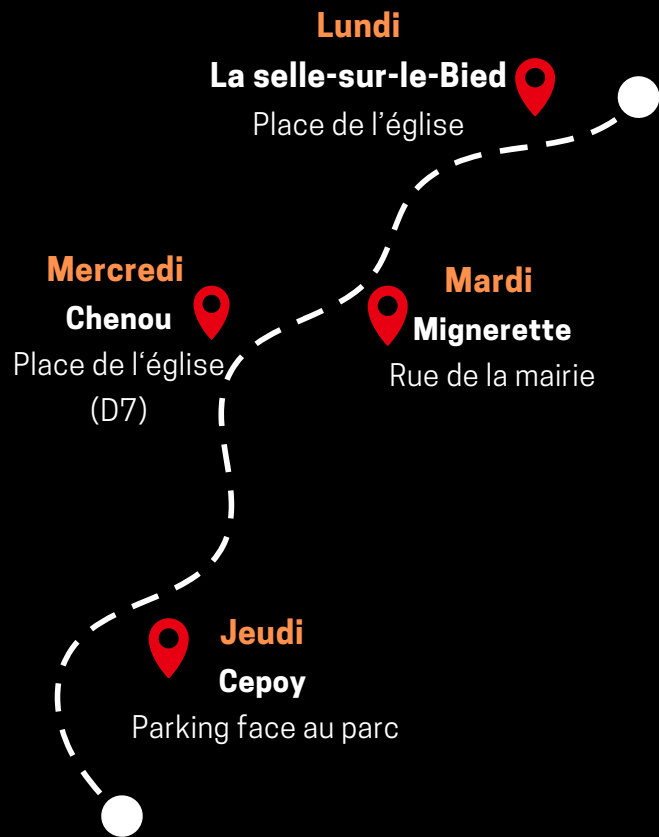 Lundi
La selle-sur-le-Bied
Place de l’église
Mercredi
Chenou
Place de l‘église
(D7)
Mardi
Mignerette
Rue de la mairie
Jeudi
Cepoy
Parking face au parc